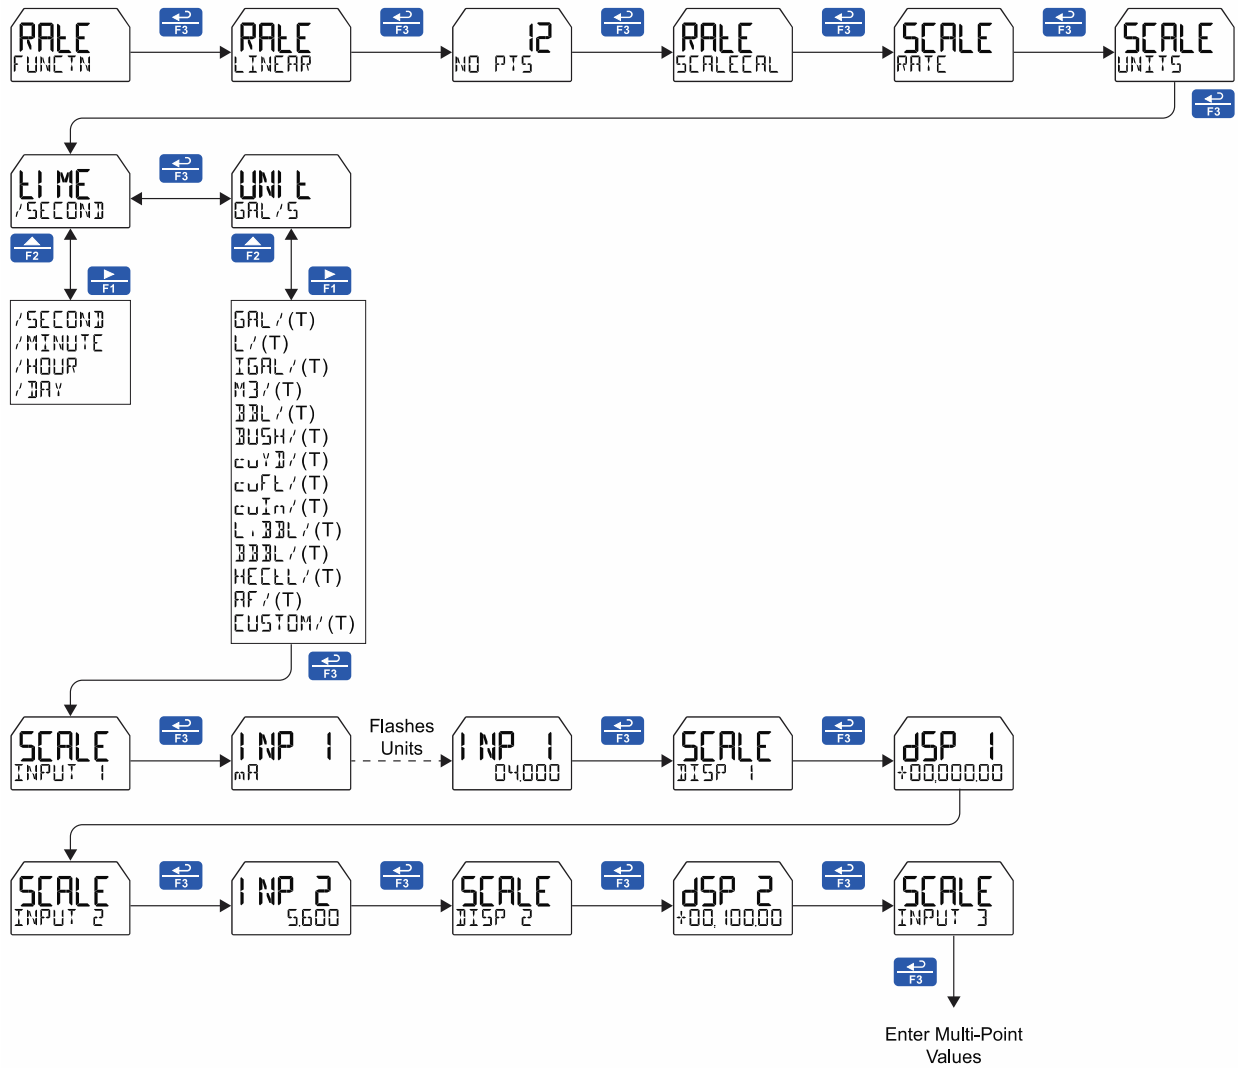 RAtE
FUNCTN
F3
RAtE
LINEAR
F3
12
NO PTS
F3
RAtE
SCALECAL
F3
SCALE
RATE
F3
SCALE
UNITS
F3
tIME
/SECOND
F3
UNIt
GAL/S
F2
F1
F2
F1
/SECOND
/MINUTE
/HOUR
/DAY
GAL/(T)
L/(T)
IGAL/(T)
M3/(T)
BBL/(T)
BUSH/(T)
cuYD/(T)
cuFt/(T)
cuIn/(T)
LiBBL/(T)
BBBL/(T)
HECtL/(T)
AF/(T)
CUSTOM/(T)
F3
SCALE
INPUT 1
F3
INP 1
mA
Flashes
Units
INP 1
04.000
F3
SCALE
DISP 1
F3
dSP 1
+00,000.00
SCALE
INPUT 2
F3
INP 2
5.600
F3
SCALE
DISP 2
F3
dSP 2
+00,100.00
F3
SCALE
INPUT 3
F3
Enter Multi-Point
Values